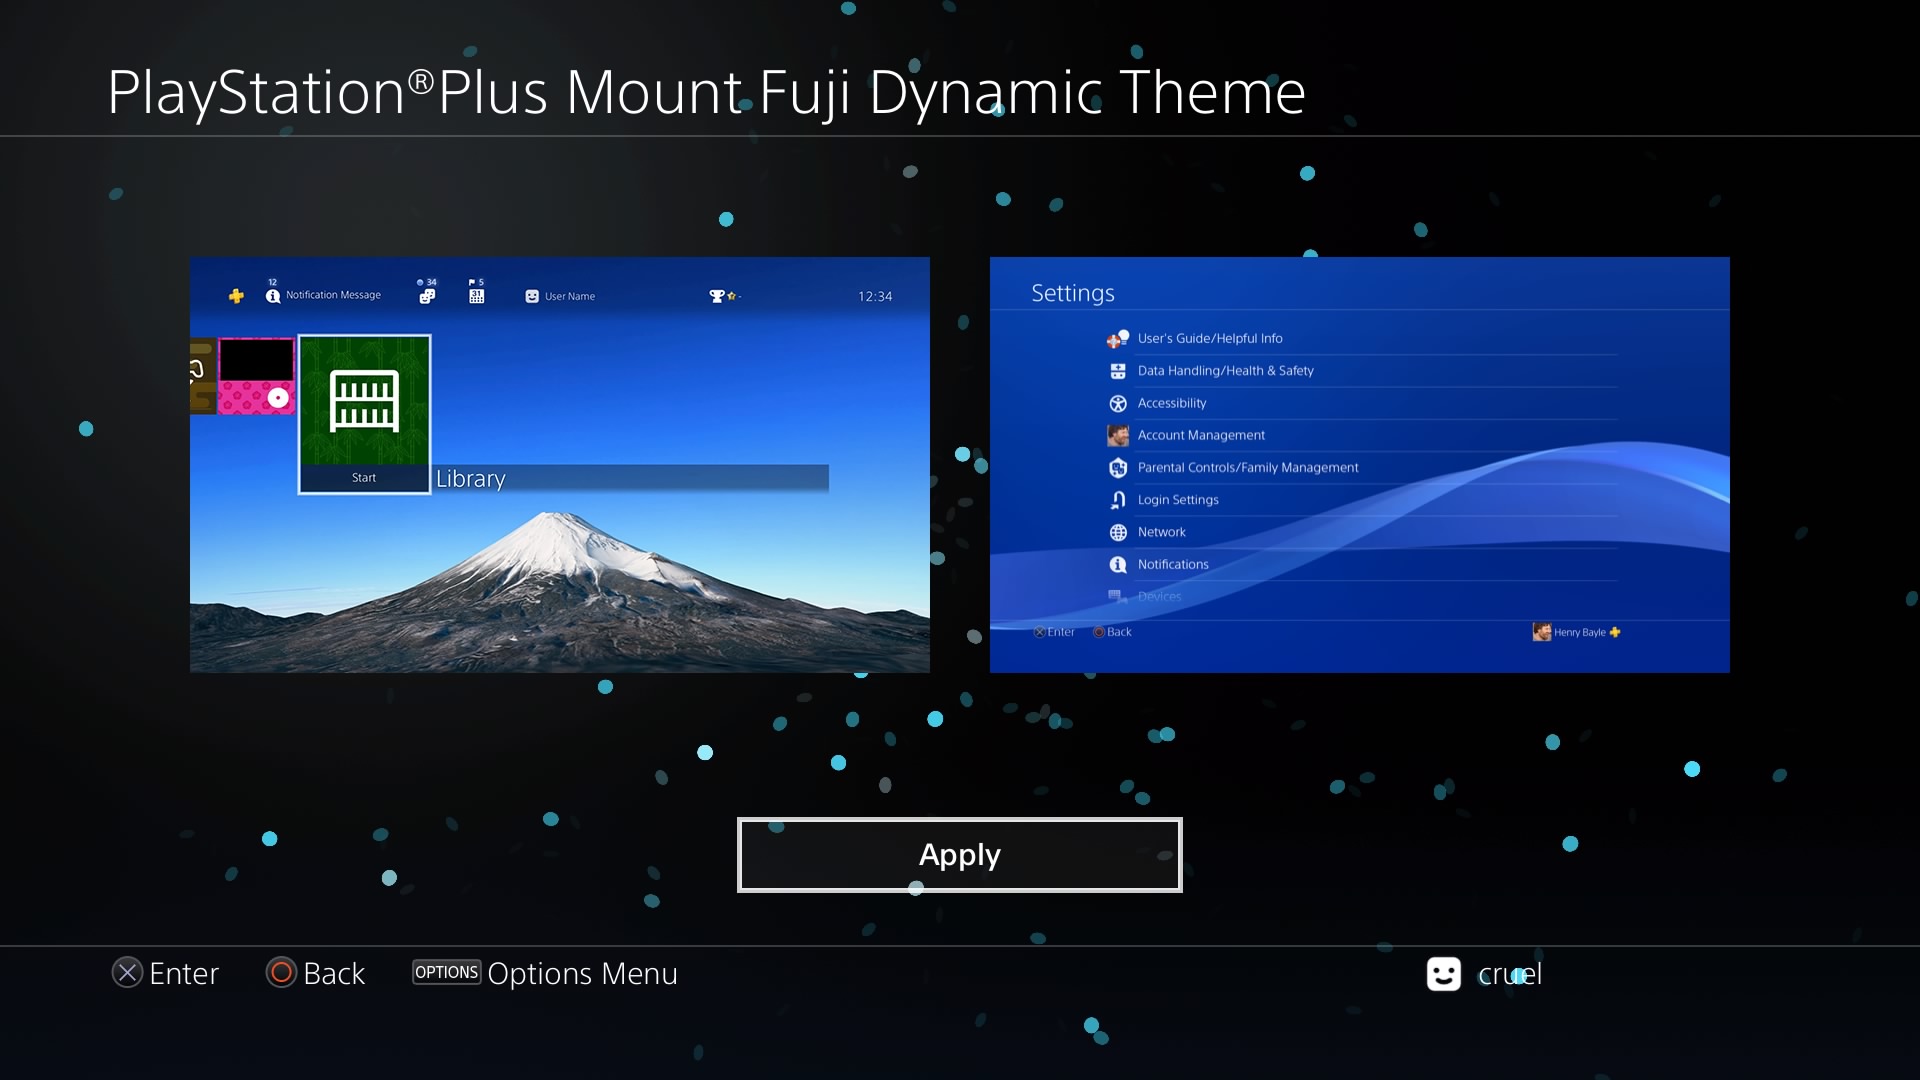 PlayStation®Plus Mount Fuji Dynamic Theme
12
Notification Message
34
5
31
User Name
-
12:34
Start
Library
Settings
User's Guide/Helpful Info
Data Handling/Health & Safety
Accessibility
Account Management
Parental Controls/Family Management
Login Settings
Network
Notifications
Devices
Enter Back
Henry Bayle
Apply
Enter Back OPTIONS Options Menu
cruel